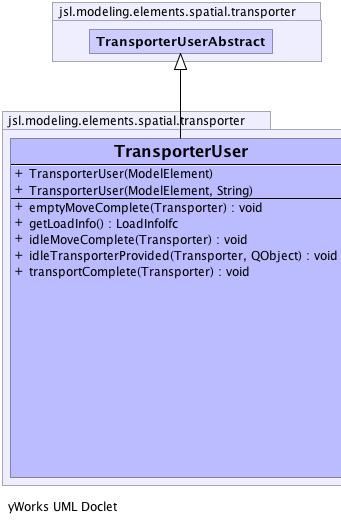 jsl.modeling.elements.spatial.transporter
TransporterUserAbstract
jsl.modeling.elements.spatial.transporter
TransporterUser
+ TransporterUser(ModelElement)
+ TransporterUser(ModelElement, String)
+ emptyMoveComplete(Transporter) : void
+ getLoadInfo() : LoadInfoIfc
+ idleMoveComplete(Transporter) : void
+ idleTransporterProvided(Transporter, QObject) : void
+ transportComplete(Transporter) : void
yWorks UML Doclet